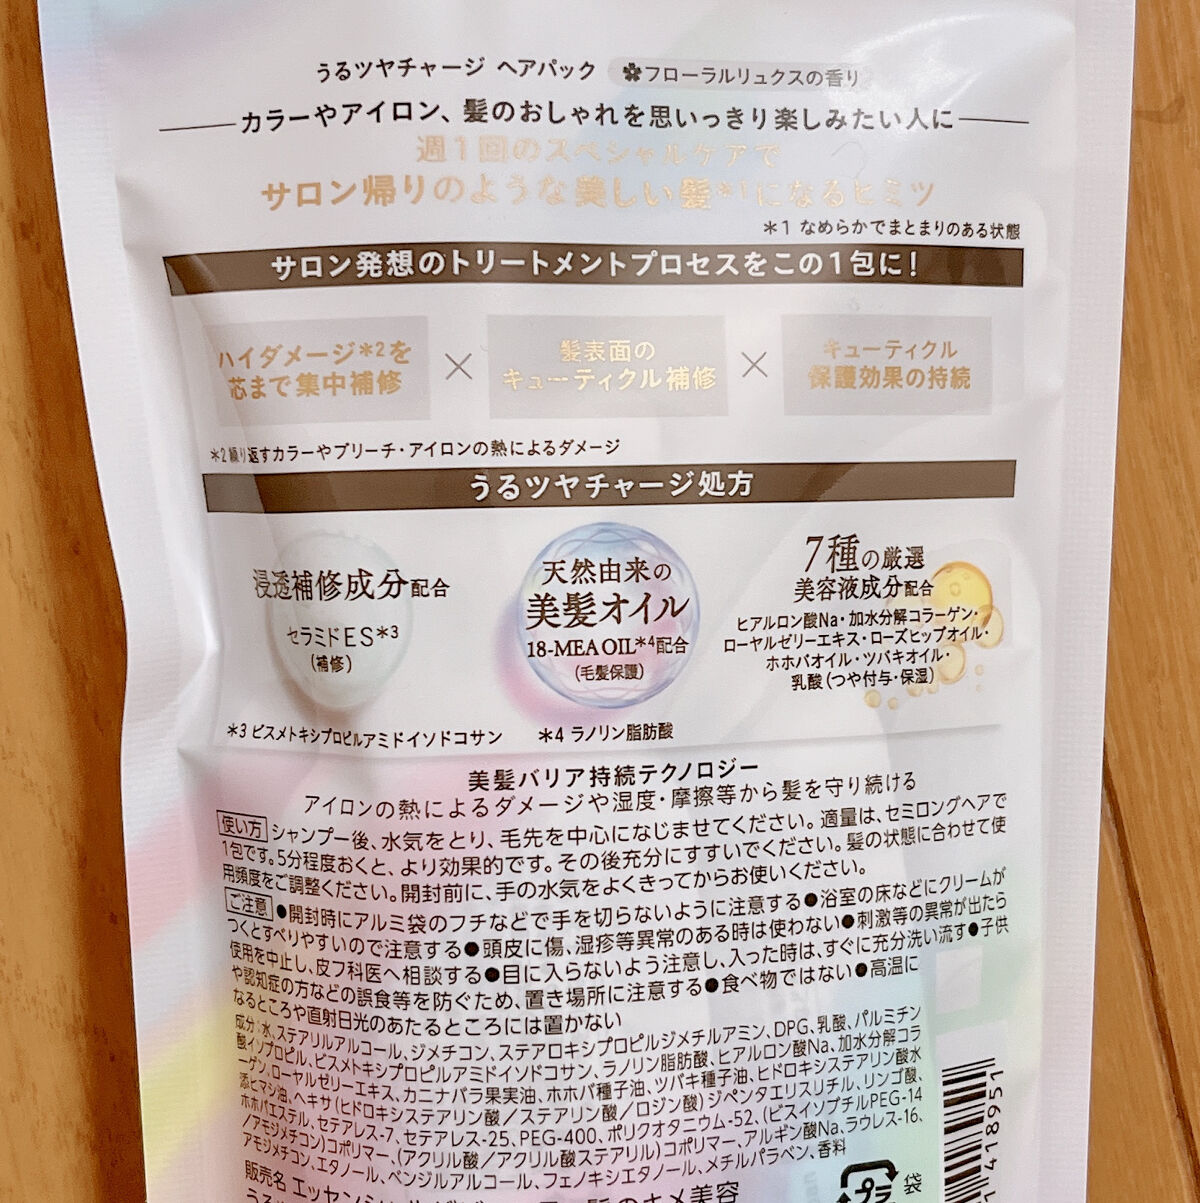 うるツヤチャージ ヘアパック フローラルリュクスの香り
カラーやアイロン、髪のおしゃれを思いっきり楽しみたい人に
週1回のスペシャルケアで
サロン帰りのような美しい髪*1になるヒミツ
*1 なめらかでまとまりのある状態
サロン発想のトリートメントプロセスをこの1包に!
ハイダメージ*2を
芯まで集中補修
×
髪表面の
キューティクル補修
×
キューティクル
保護効果の持続
*2 繰り返すカラーやブリーチ・アイロンの熱によるダメージ
うるツヤチャージ処方
浸透補修成分配合
セラミドES*3
(補修)
天然由来の
美髪オイル
18-MEA OIL*4配合
(毛髪保護)
7種の厳選
美容液成分配合
ヒアルロン酸Na・加水分解コラーゲン・
ローヤルゼリーエキス・ローズヒップオイル・
ホホバオイル・ツバキオイル・
乳酸(つや付与・保湿)
*3 ビスメトキシプロピルアミドイソドコサン *4 ラノリン脂肪酸
美髪バリア持続テクノロジー
アイロンの熱によるダメージや湿度・摩擦等から髪を守り続ける
使い方 シャンプー後、水気をとり、毛先を中心になじませてください。適量は、セミロングヘアで
1包です。5分程度おくと、より効果的です。その後充分にすすいでください。髪の状態に合わせて使
用頻度をご調整ください。開封前に、手の水気をよくきってからお使いください。
ご注意 ●開封時にアルミ袋のフチなどで手を切らないように注意する●浴室の床などにクリームが
つくとすべりやすいので注意する●頭皮に傷、湿疹等異常のある時は使わない●刺激等の異常が出たら
使用を中止し、皮フ科医へ相談する●目に入らないよう注意し、入った時は、すぐに充分洗い流す●子供
や認知症の方などの誤食等を防ぐため、置き場所に注意する●食べ物ではない●高温に
なるところや直射日光のあたるところには置かない
成分:水、ステアリルアルコール、ジメチコン、ステアロキシプロピルジメチルアミン、DPG、乳酸、パルミチン
酸イソプロピル、ビスメトキシプロピルアミドイソドコサン、ラノリン脂肪酸、ヒアルロン酸Na、加水分解コラ
ーゲン、ローヤルゼリーエキス、カニナバラ果実油、ホホバ種子油、ツバキ種子油、ヒドロキシステアリン酸水
添ヒマシ油、ヘキサ(ヒドロキシステアリン酸/ステアリン酸/ロジン酸)ジペンタエリスリチル、リンゴ酸、
ホホバエステル、セテアレス-7、セテアレス-25、PEG-400、ポリクオタニウム-52、(ビスイソブチルPEG-14
/アモジメチコン)コポリマー、(アクリル酸/アクリル酸ステアリル)コポリマー、アルギン酸Na、ラウレス-16、
アモジメチコン、エタノール、ベンジルアルコール、フェノキシエタノール、メチルパラベン、香料
販売名 エッセンシャル
髪のキメ美容
うる
プラ
袋
418951